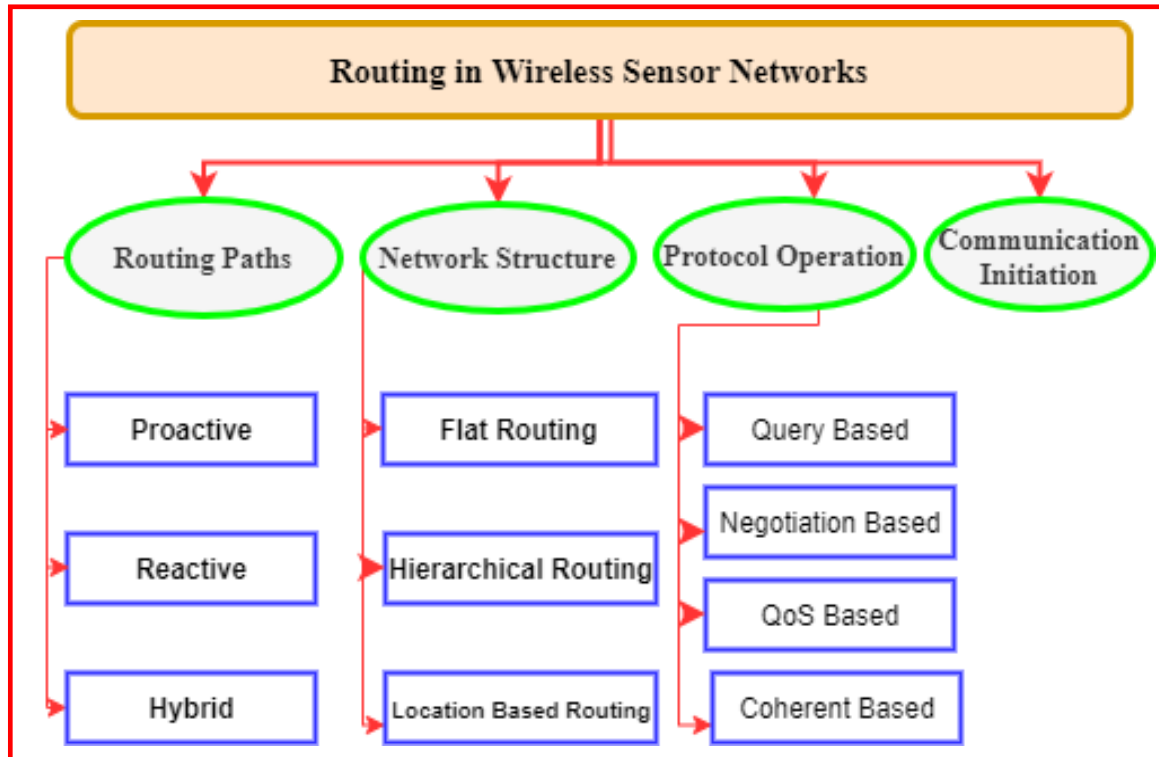 Routing in Wireless Sensor Networks
Routing Paths
Network Structure
Protocol Operation
Communication
Initiation
Proactive
Flat Routing
Query Based
Negotiation Based
Reactive
Hierarchical Routing
QoS Based
Hybrid
Location Based Routing
Coherent Based